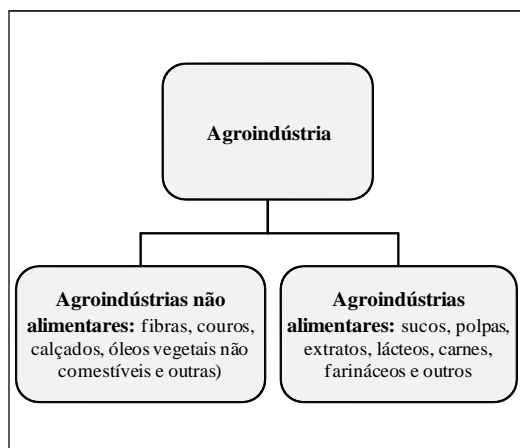 Agroindústria
Agroindústrias não
alimentares: fibras, couros,
calçados, óleos vegetais não
comestíveis e outras)
Agroindústrias
alimentares: sucos, polpas,
extratos, lácteos, carnes,
farináceos e outros